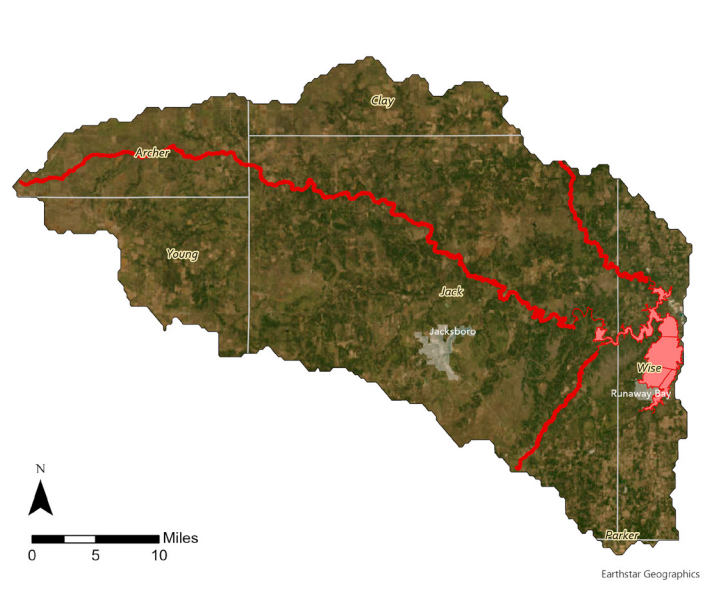 Clay
Archer
Young
Jack
Jacksboro
Wise
Runaway Bay
Parker
N
Miles
0 5 10
Earthstar Geographics